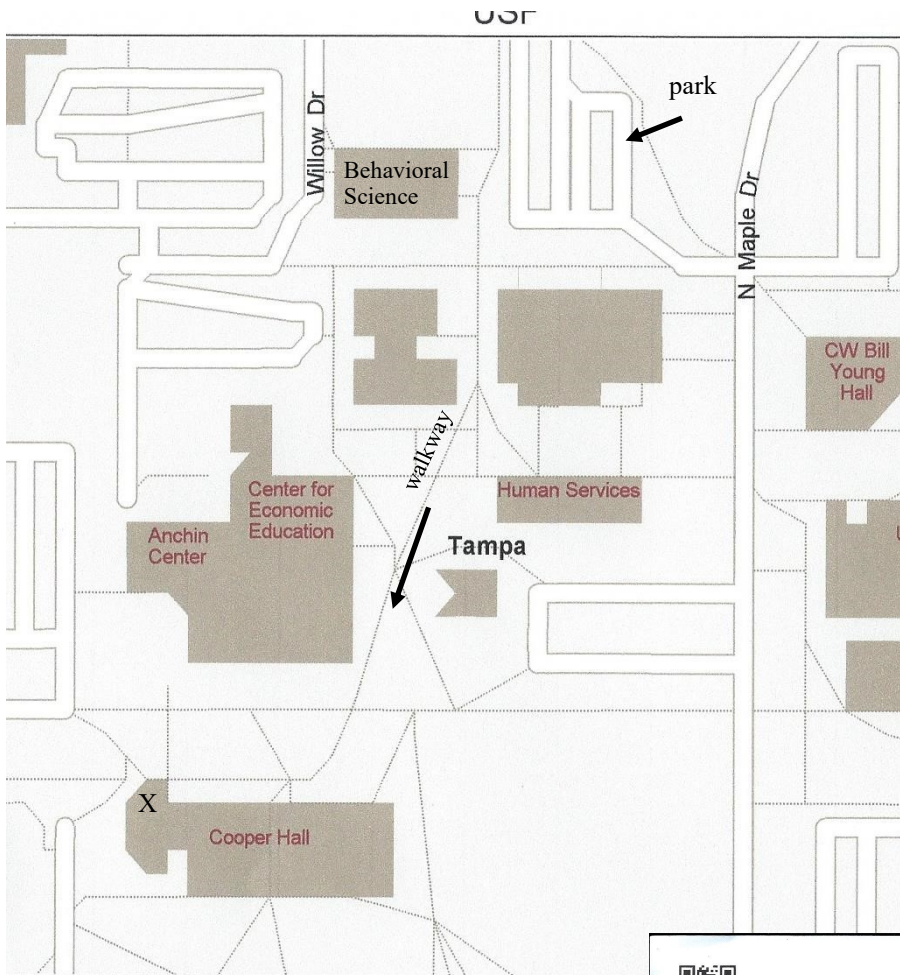 USF
park
Willow Dr
Behavioral
Science
N Maple Dr
CW Bill
Young
Hall
walkway
Center for
Economic
Education
Human Services
Anchin
Center
Tampa
U
X
Cooper Hall